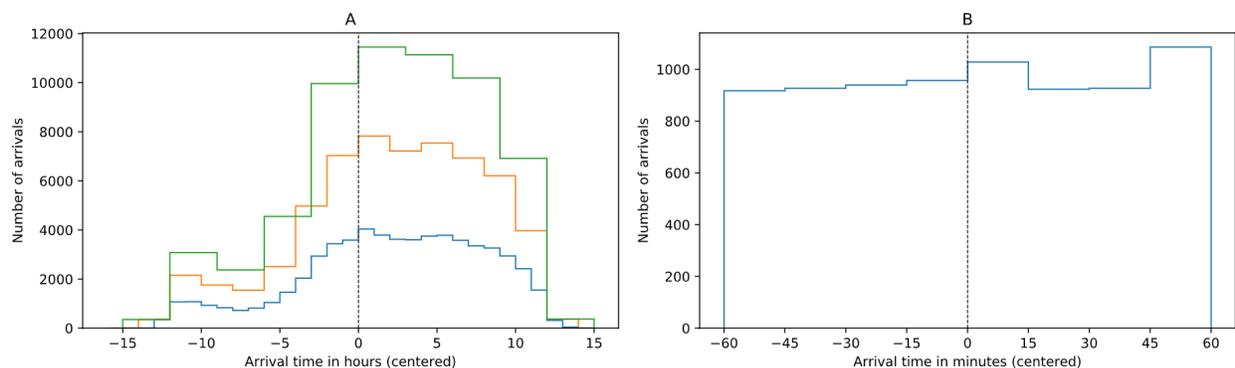 A
12000
10000
8000
6000
4000
2000
0
Number of arrivals
−15 −10 −5 0 5 10 15
Arrival time in hours (centered)
B
1000
800
600
400
200
0
Number of arrivals
−60 −45 −30 −15 0 15 30 45 60
Arrival time in minutes (centered)